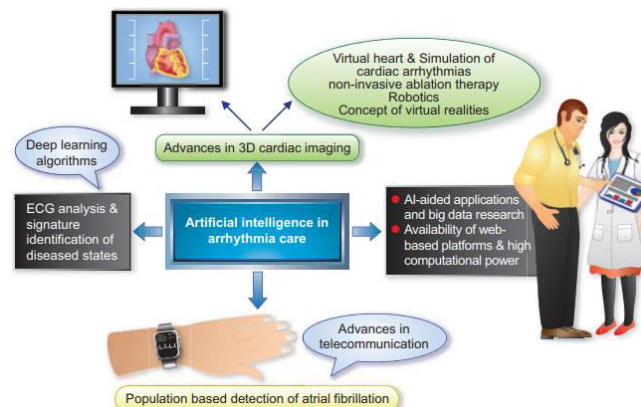 Virtual heart & Simulation of
cardiac arrhythmias
non-invasive ablation therapy
Robotics
Concept of virtual realities
Deep learning
algorithms
Advances in 3D cardiac imaging
ECG analysis &
signature
identification of
diseased states
Artificial intelligence in
arrhythmia care
AI-aided applications
and big data research
Availability of web-
based platforms & high
computational power
Advances in
telecommunication
Population based detection of atrial fibrillation